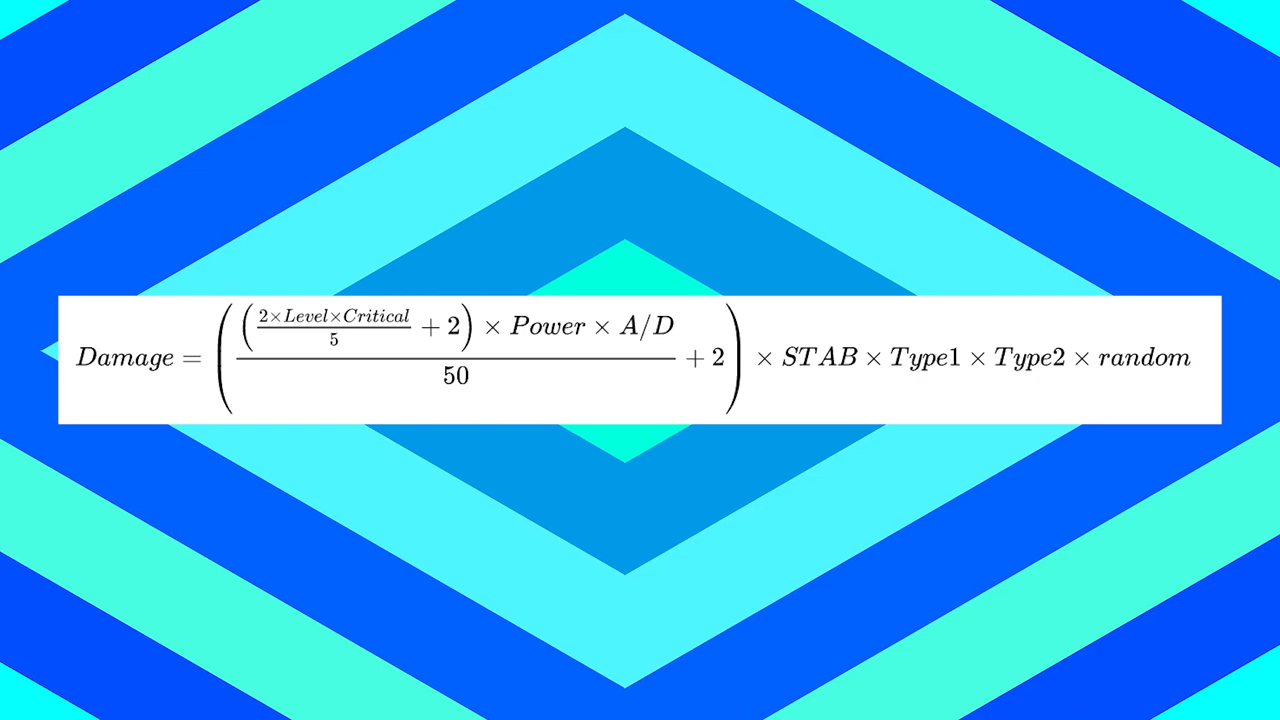 Damage = (((2×Level×Critical/5 + 2) × Power × A/D)/50 + 2) × STAB × Type1 × Type2 × random